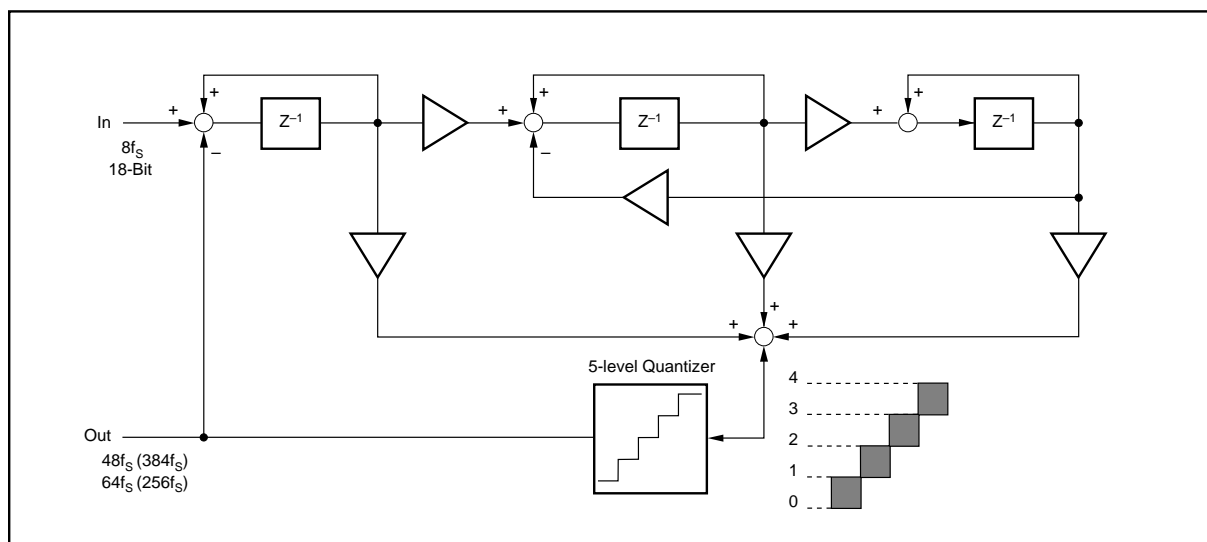 + + +
+ Z⁻¹ + Z⁻¹ + Z⁻¹
In
– –
8fS
18-Bit
+
+ +
5-level Quantizer
4
3
2
1
0
Out
48fS (384fS)
64fS (256fS)